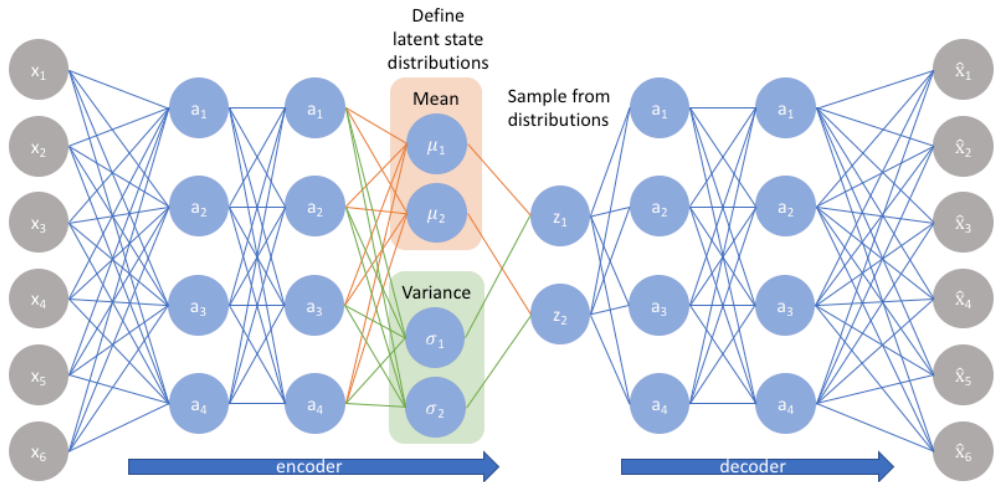 Define
latent state
distributions
Mean
Sample from
distributions
Variance
x₁
x₂
x₃
x₄
x₅
x₆
a₁
a₂
a₃
a₄
a₁
a₂
a₃
a₄
μ₁
μ₂
σ₁
σ₂
z₁
z₂
a₁
a₂
a₃
a₄
a₁
a₂
a₃
a₄
x̂₁
x̂₂
x̂₃
x̂₄
x̂₅
x̂₆
encoder
decoder